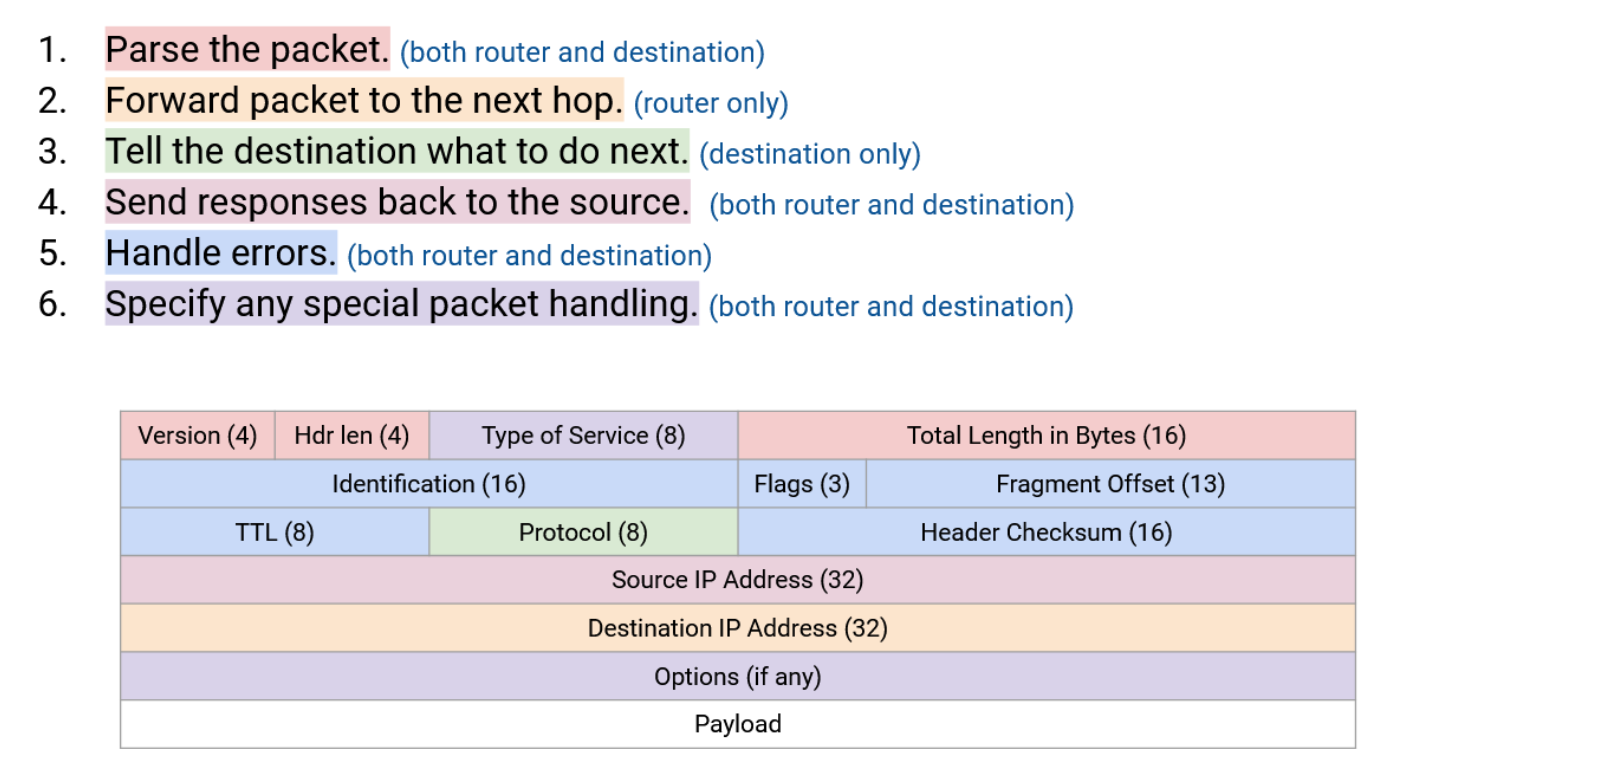 1. Parse the packet. (both router and destination)
2. Forward packet to the next hop. (router only)
3. Tell the destination what to do next. (destination only)
4. Send responses back to the source. (both router and destination)
5. Handle errors. (both router and destination)
6. Specify any special packet handling. (both router and destination)
Version (4) Hdr len (4) Type of Service (8) Total Length in Bytes (16)
Identification (16) Flags (3) Fragment Offset (13)
TTL (8) Protocol (8) Header Checksum (16)
Source IP Address (32)
Destination IP Address (32)
Options (if any)
Payload